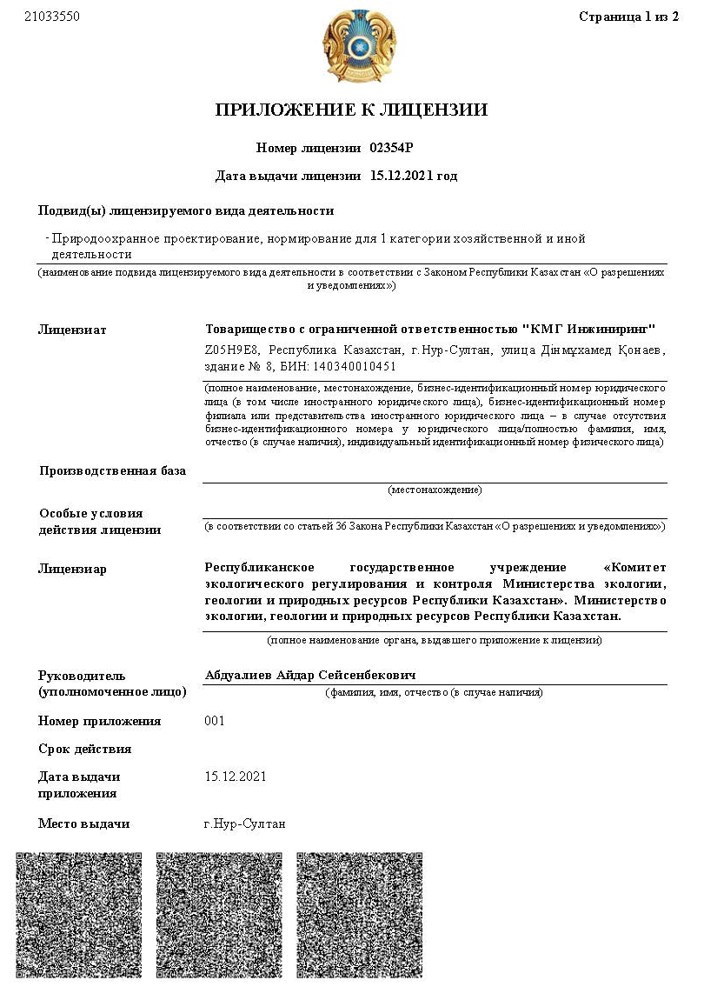 21033550
Страница 1 из 2
ПРИЛОЖЕНИЕ К ЛИЦЕНЗИИ
Номер лицензии 02354Р
Дата выдачи лицензии 15.12.2021 год
Подвид(ы) лицензируемого вида деятельности
- Природоохранное проектирование, нормирование для 1 категории хозяйственной и иной
деятельности
(наименование подвида лицензируемого вида деятельности в соответствии с Законом Республики Казахстан «О разрешениях
и уведомлениях»)
Лицензиат
Товарищество с ограниченной ответственностью "КМГ Инжиниринг"
Z05H9E8, Республика Казахстан, г.Нур-Султан, улица Дінмұхамед Қонаев,
здание № 8, БИН: 140340010451
(полное наименование, местонахождение, бизнес-идентификационный номер юридического
лица (в том числе иностранного юридического лица), бизнес-идентификационный номер
филиала или представительства иностранного юридического лица – в случае отсутствия
бизнес-идентификационного номера у юридического лица/полностью фамилия, имя,
отчество (в случае наличия), индивидуальный идентификационный номер физического лица)
Производственная база
(местонахождение)
Особые условия
действия лицензии
(в соответствии со статьей 36 Закона Республики Казахстан «О разрешениях и уведомлениях»)
Лицензиар
Республиканское государственное учреждение «Комитет
экологического регулирования и контроля Министерства экологии,
геологии и природных ресурсов Республики Казахстан». Министерство
экологии, геологии и природных ресурсов Республики Казахстан.
(полное наименование органа, выдавшего приложение к лицензии)
Руководитель
(уполномоченное лицо)
Абдуалиев Айдар Сейсенбекович
(фамилия, имя, отчество (в случае наличия)
Номер приложения
001
Срок действия
Дата выдачи
приложения
15.12.2021
Место выдачи
г.Нур-Султан